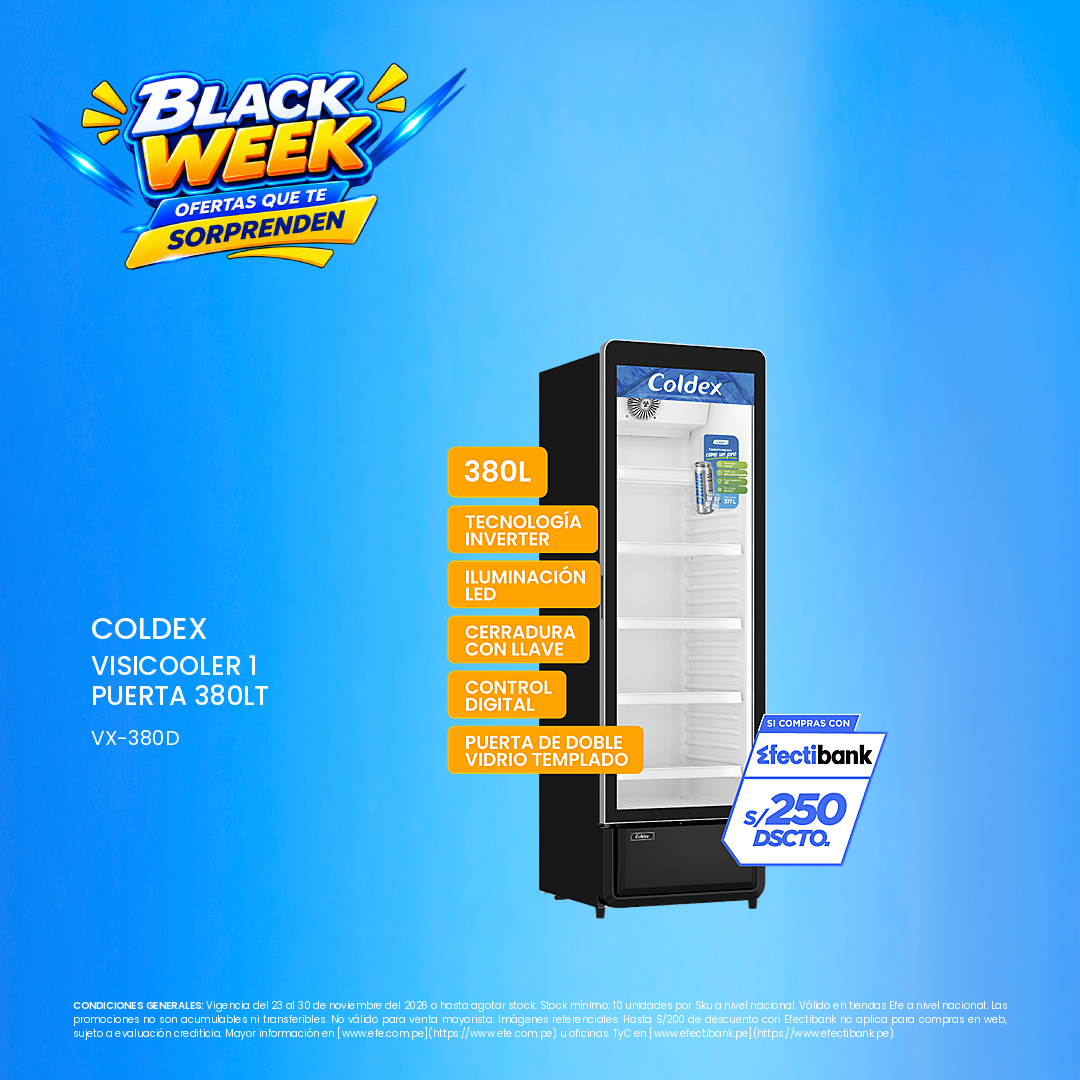 BLACK
WEEK
OFERTAS QUE TE
SORPRENDEN
Coldex
como un pro
377 L
380L
TECNOLOGÍA
INVERTER
ILUMINACIÓN
LED
CERRADURA
CON LLAVE
CONTROL
DIGITAL
PUERTA DE DOBLE
VIDRIO TEMPLADO
COLDEX
VISICOOLER 1
PUERTA 380LT
VX-380D
SI COMPRAS CON
Efectibank
S/250
DSCTO.
Coldex
CONDICIONES GENERALES: Vigencia del 23 al 30 de noviembre del 2026 o hasta agotar stock. Stock mínimo: 10 unidades por Sku a nivel nacional. Válido en tiendas Efe a nivel nacional. Las
promociones no son acumulables ni transferibles. No válido para venta mayorista. Imágenes referenciales. Hasta S/200 de descuento con Efectibank no aplica para compras en web,
sujeto a evaluación crediticia. Mayor información en [www.efe.com.pe](https://www.efe.com.pe) u oficinas. TyC en [www.efectibank.pe](https://www.efectibank.pe).